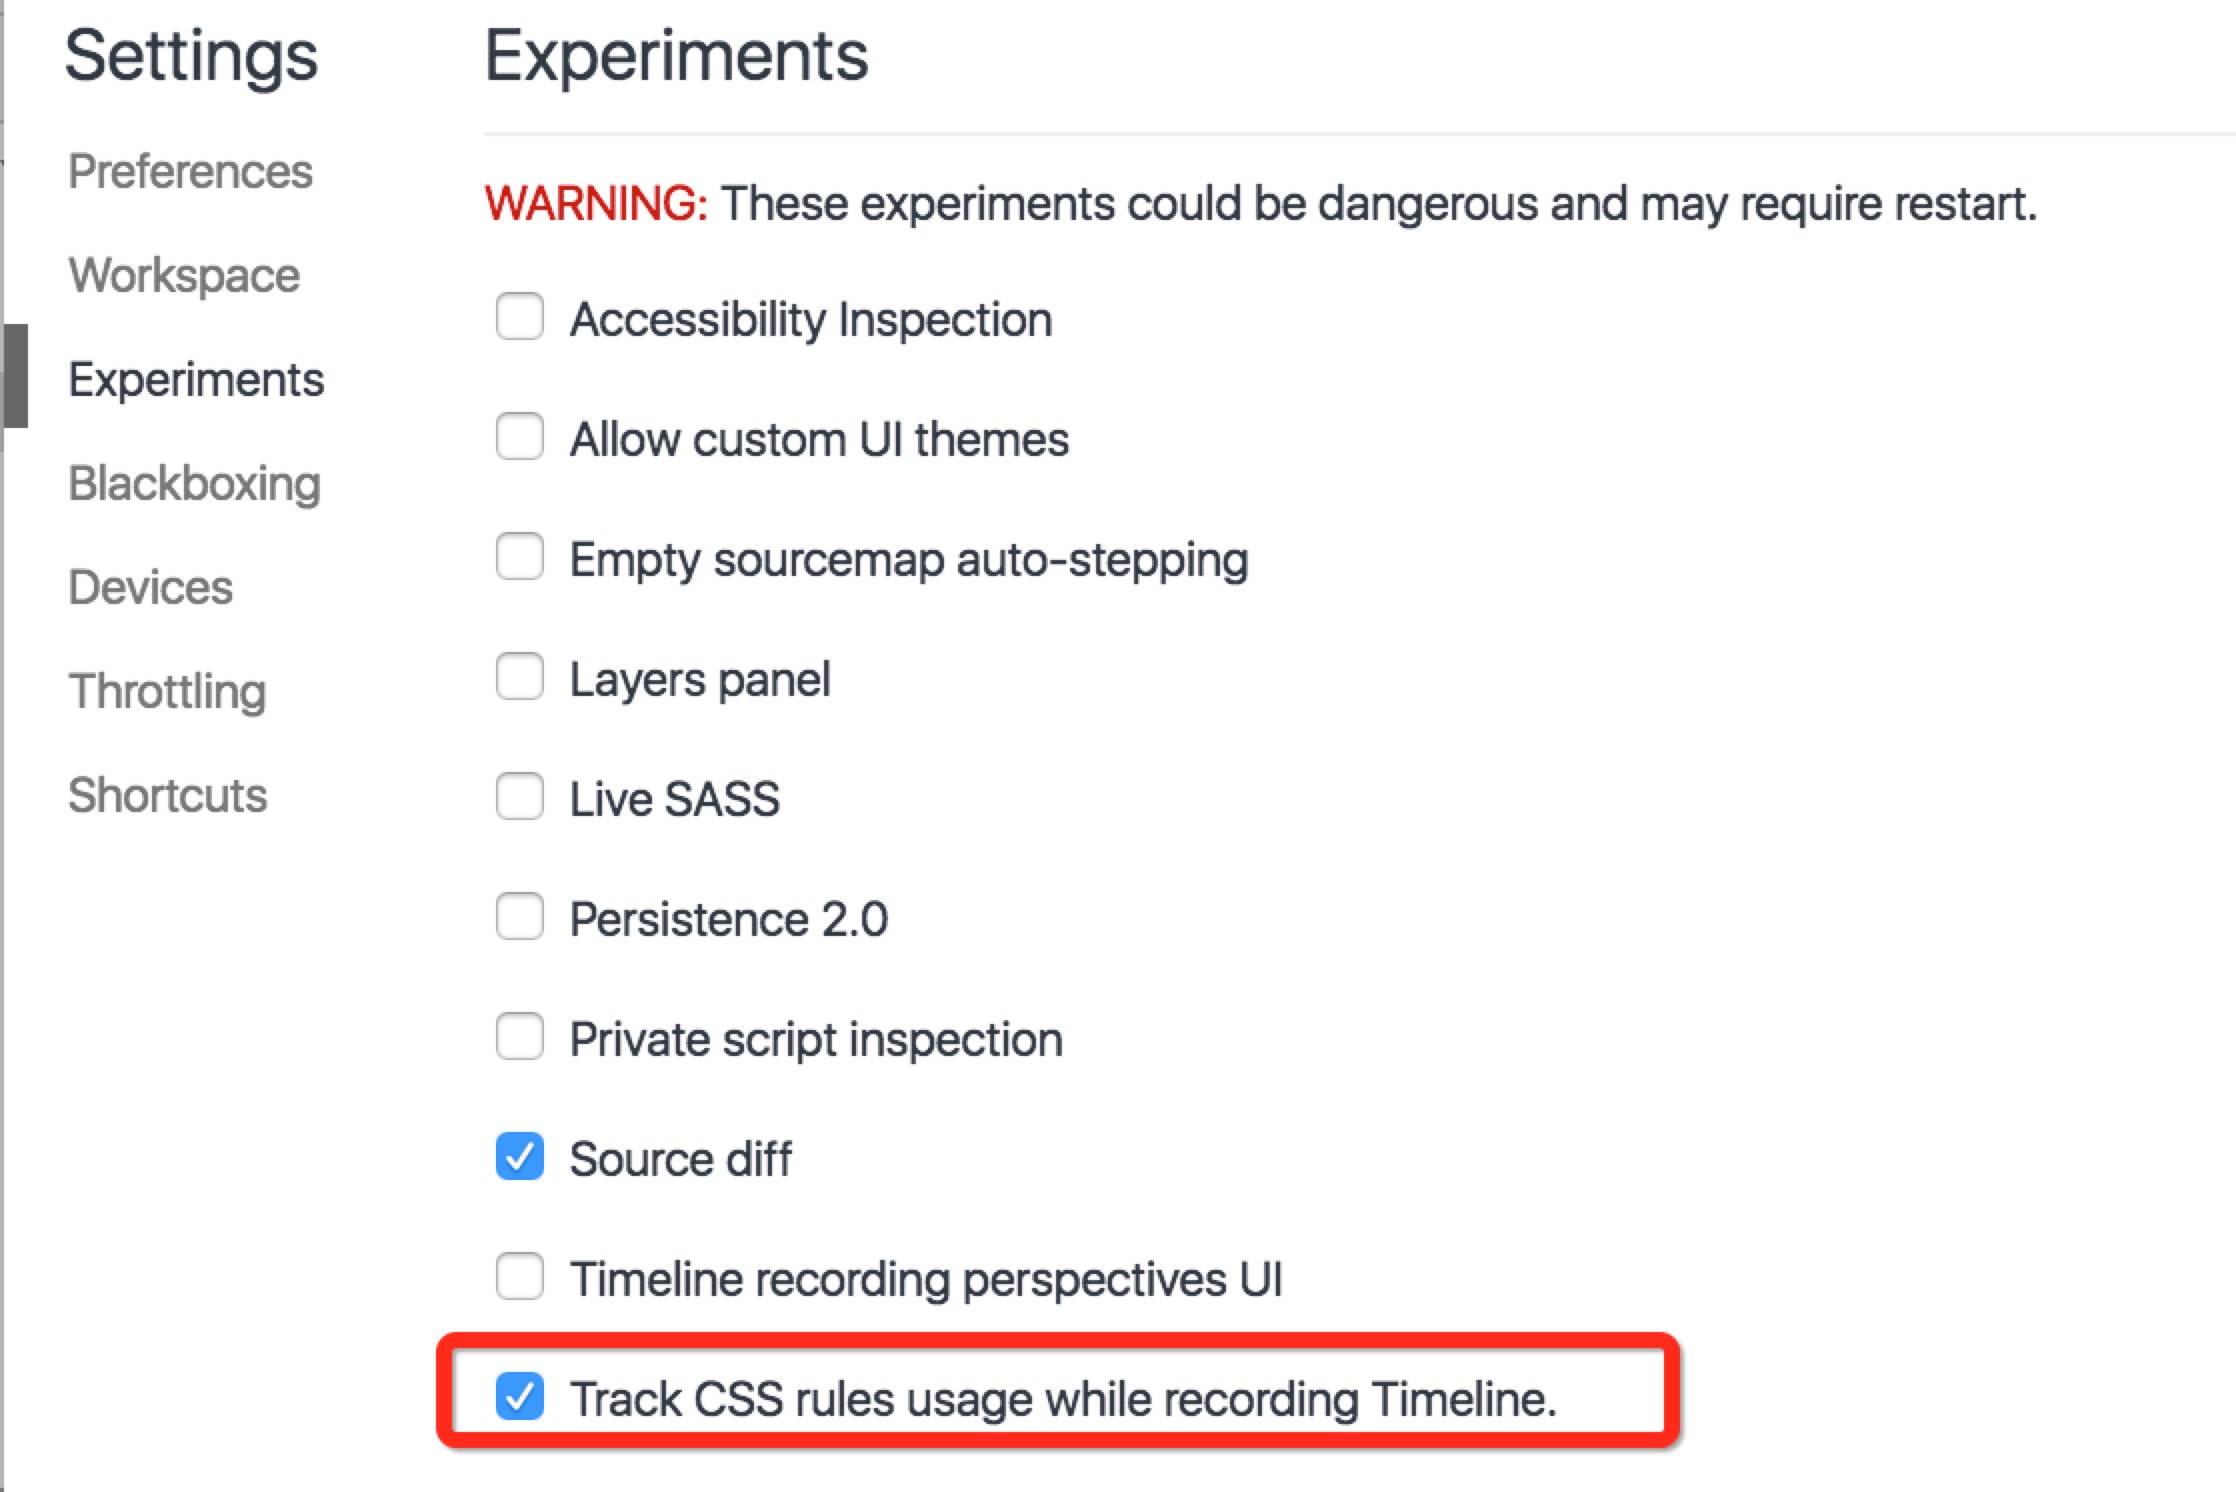 Settings
Preferences
Workspace
Experiments
Blackboxing
Devices
Throttling
Shortcuts
Experiments
WARNING: These experiments could be dangerous and may require restart.
Accessibility Inspection
Allow custom UI themes
Empty sourcemap auto-stepping
Layers panel
Live SASS
Persistence 2.0
Private script inspection
Source diff
Timeline recording perspectives UI
Track CSS rules usage while recording Timeline.